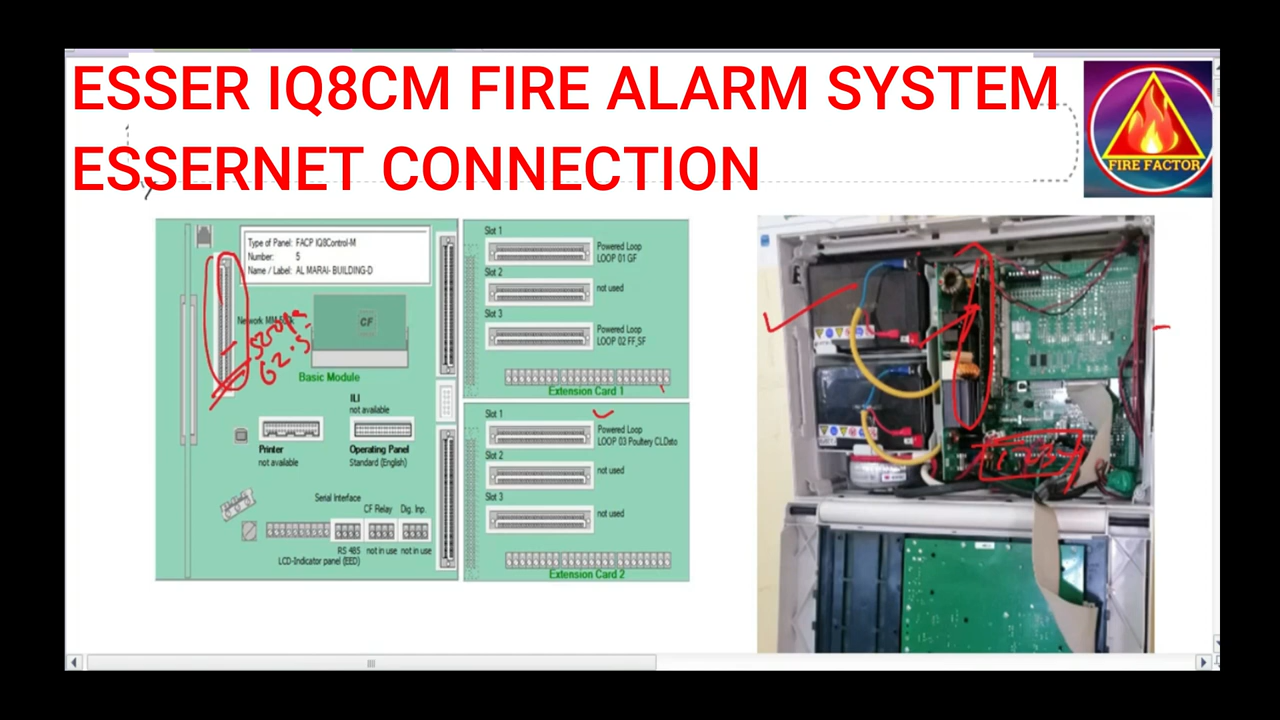 ESSER IQ8CM FIRE ALARM SYSTEM
ESSERNET CONNECTION
FIRE FACTOR
Type of Panel: FACP IQ8Control-M
Number: 5
Name / Label: AL MARAI- BUILDING-D
Network
CF
Basic Module
ILI
not available
Printer
not available
Operating Panel
Standard (English)
Serial Interface
CF Relay
Dig. Inp.
RS 485
not in use
not in use
LCD-Indicator panel (EED)
Slot 1
Powered Loop
LOOP 01 GF
Slot 2
not used
Slot 3
Powered Loop
LOOP 02 FF_SF
Extension Card 1
Slot 1
Powered Loop
LOOP 03 Poultery CLDsto
Slot 2
not used
Slot 3
not used
Extension Card 2